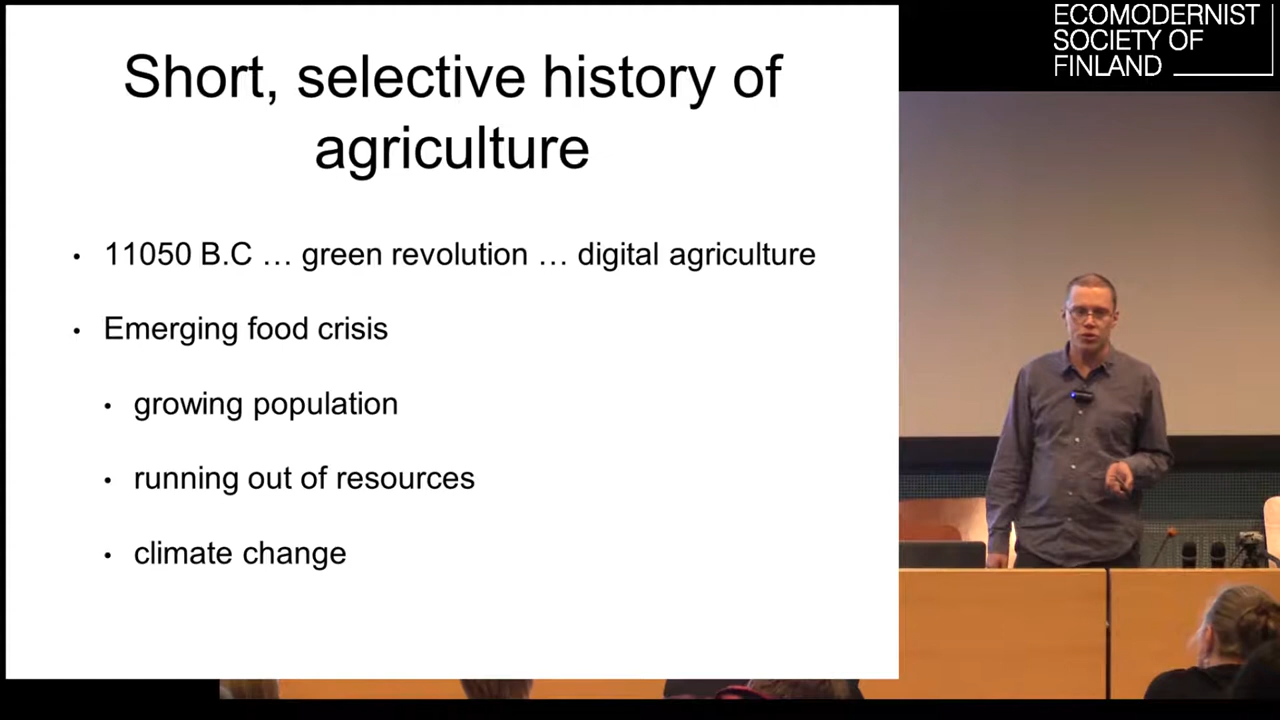 Short, selective history of
agriculture
• 11050 B.C … green revolution … digital agriculture
• Emerging food crisis
• growing population
• running out of resources
• climate change
ECOMODERNIST
SOCIETY OF
FINLAND